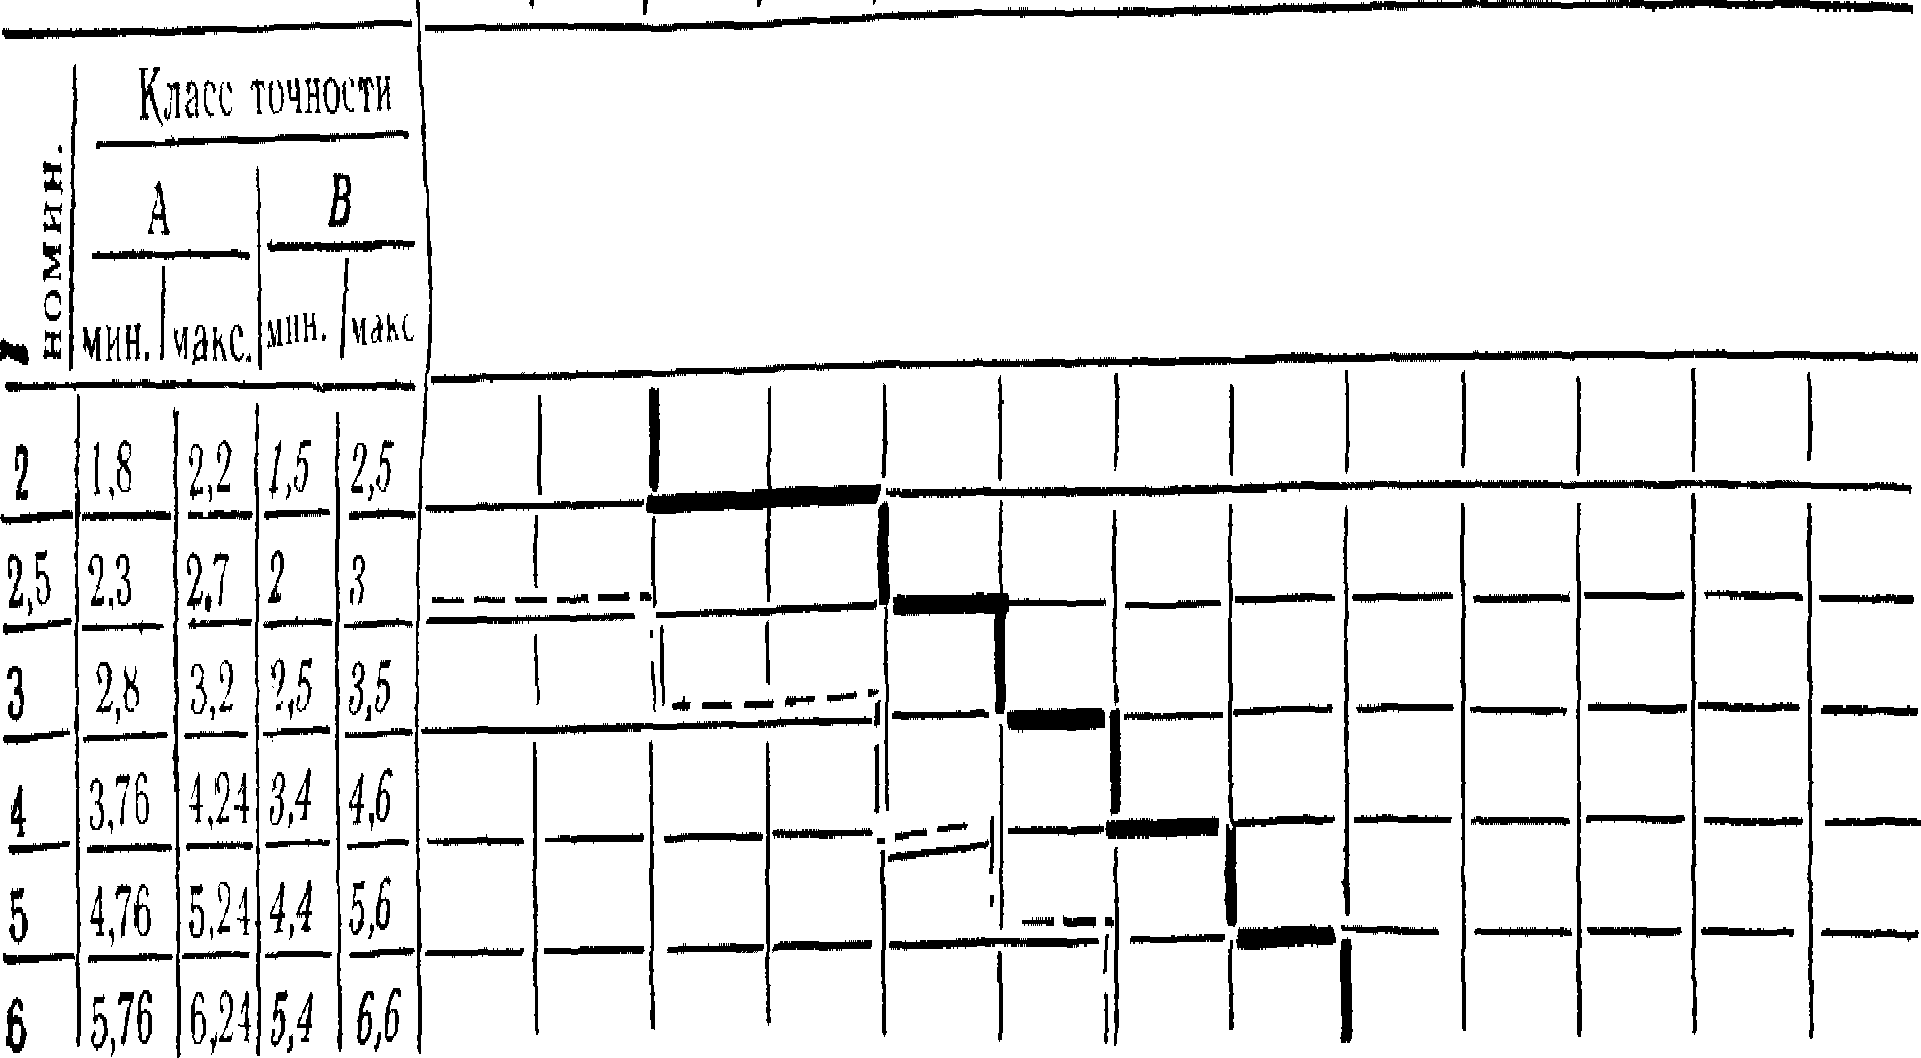 номин.
Класс точности
А В
мин. макс. мин. макс
2 1,8 2,2 1,5 2,5
2,5 2,3 2,7 2 3
3 2,8 3,2 2,5 3,5
4 3,76 4,24 3,4 4,6
5 4,76 5,24 4,4 5,6
6 5,76 6,24 5,4 6,6